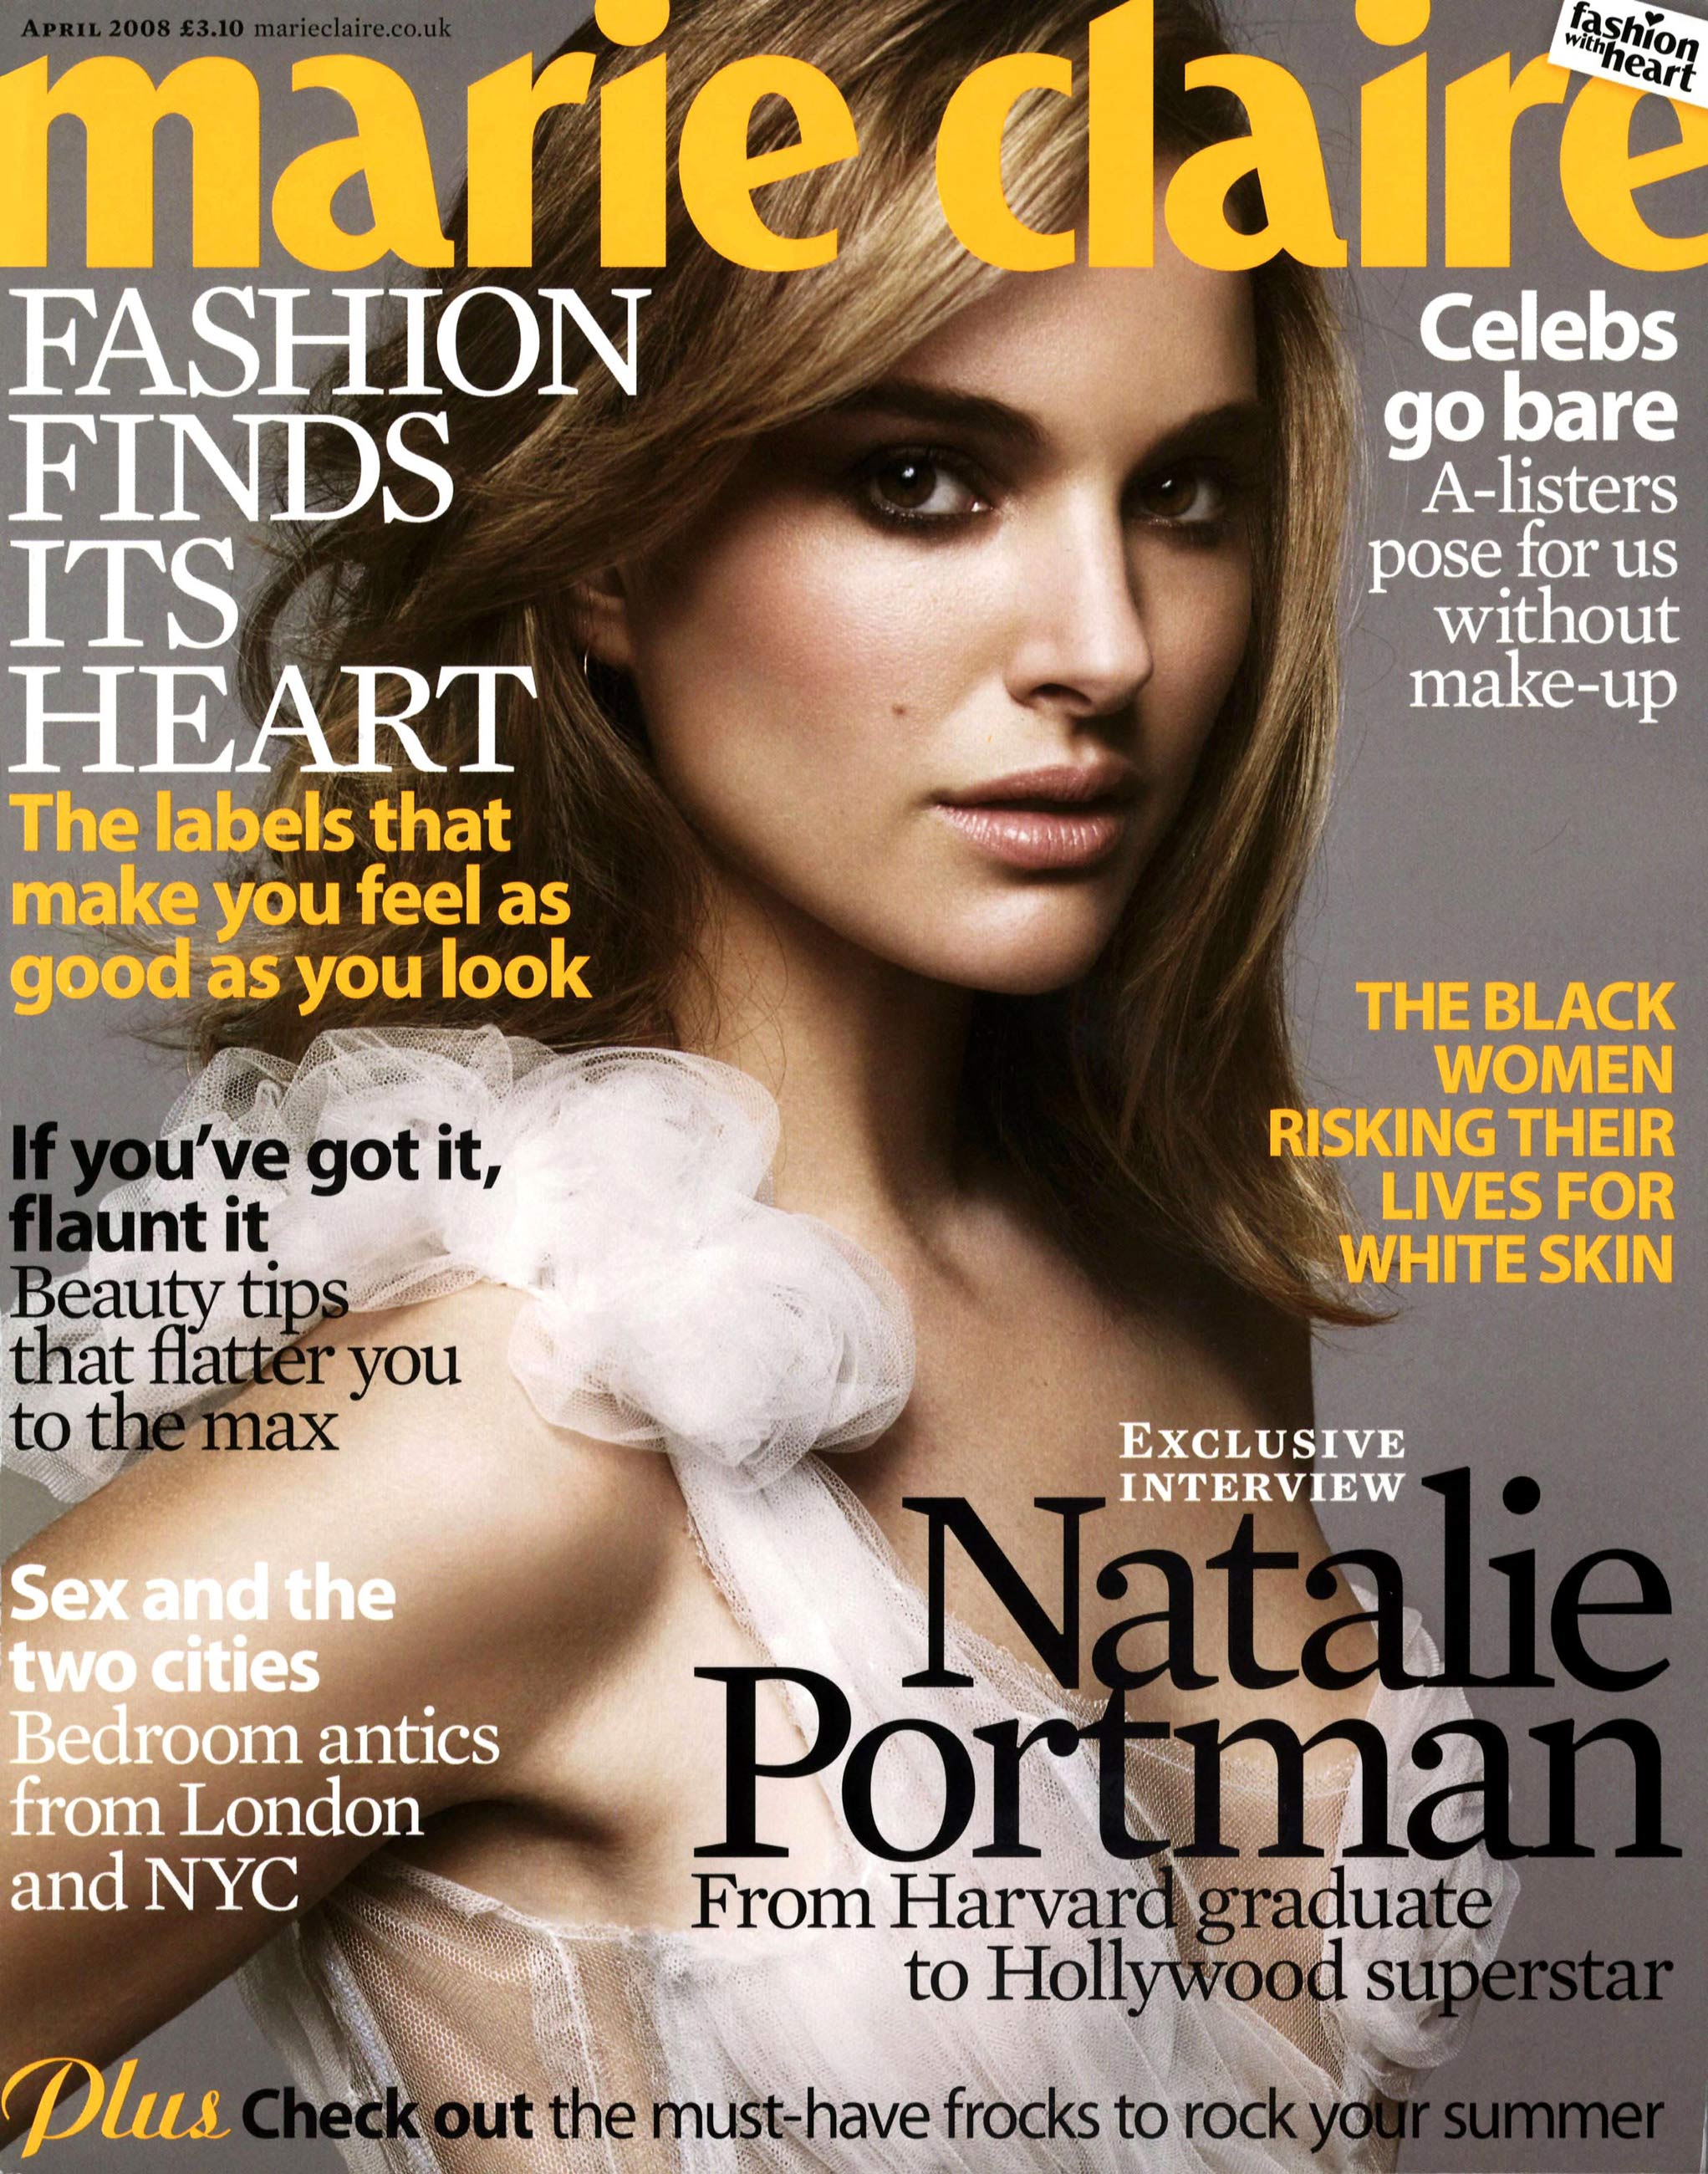 APRIL 2008 £3.10 marieclaire.co.uk
fashion
with heart
marie claire
FASHION
FINDS
ITS
HEART
The labels that
make you feel as
good as you look
If you've got it,
flaunt it
Beauty tips
that flatter you
to the max
Sex and the
two cities
Bedroom antics
from London
and NYC
Celebs
go bare
A-listers
pose for us
without
make-up
THE BLACK
WOMEN
RISKING THEIR
LIVES FOR
WHITE SKIN
EXCLUSIVE
INTERVIEW
Natalie
Portman
From Harvard graduate
to Hollywood superstar
Plus Check out the must-have frocks to rock your summer